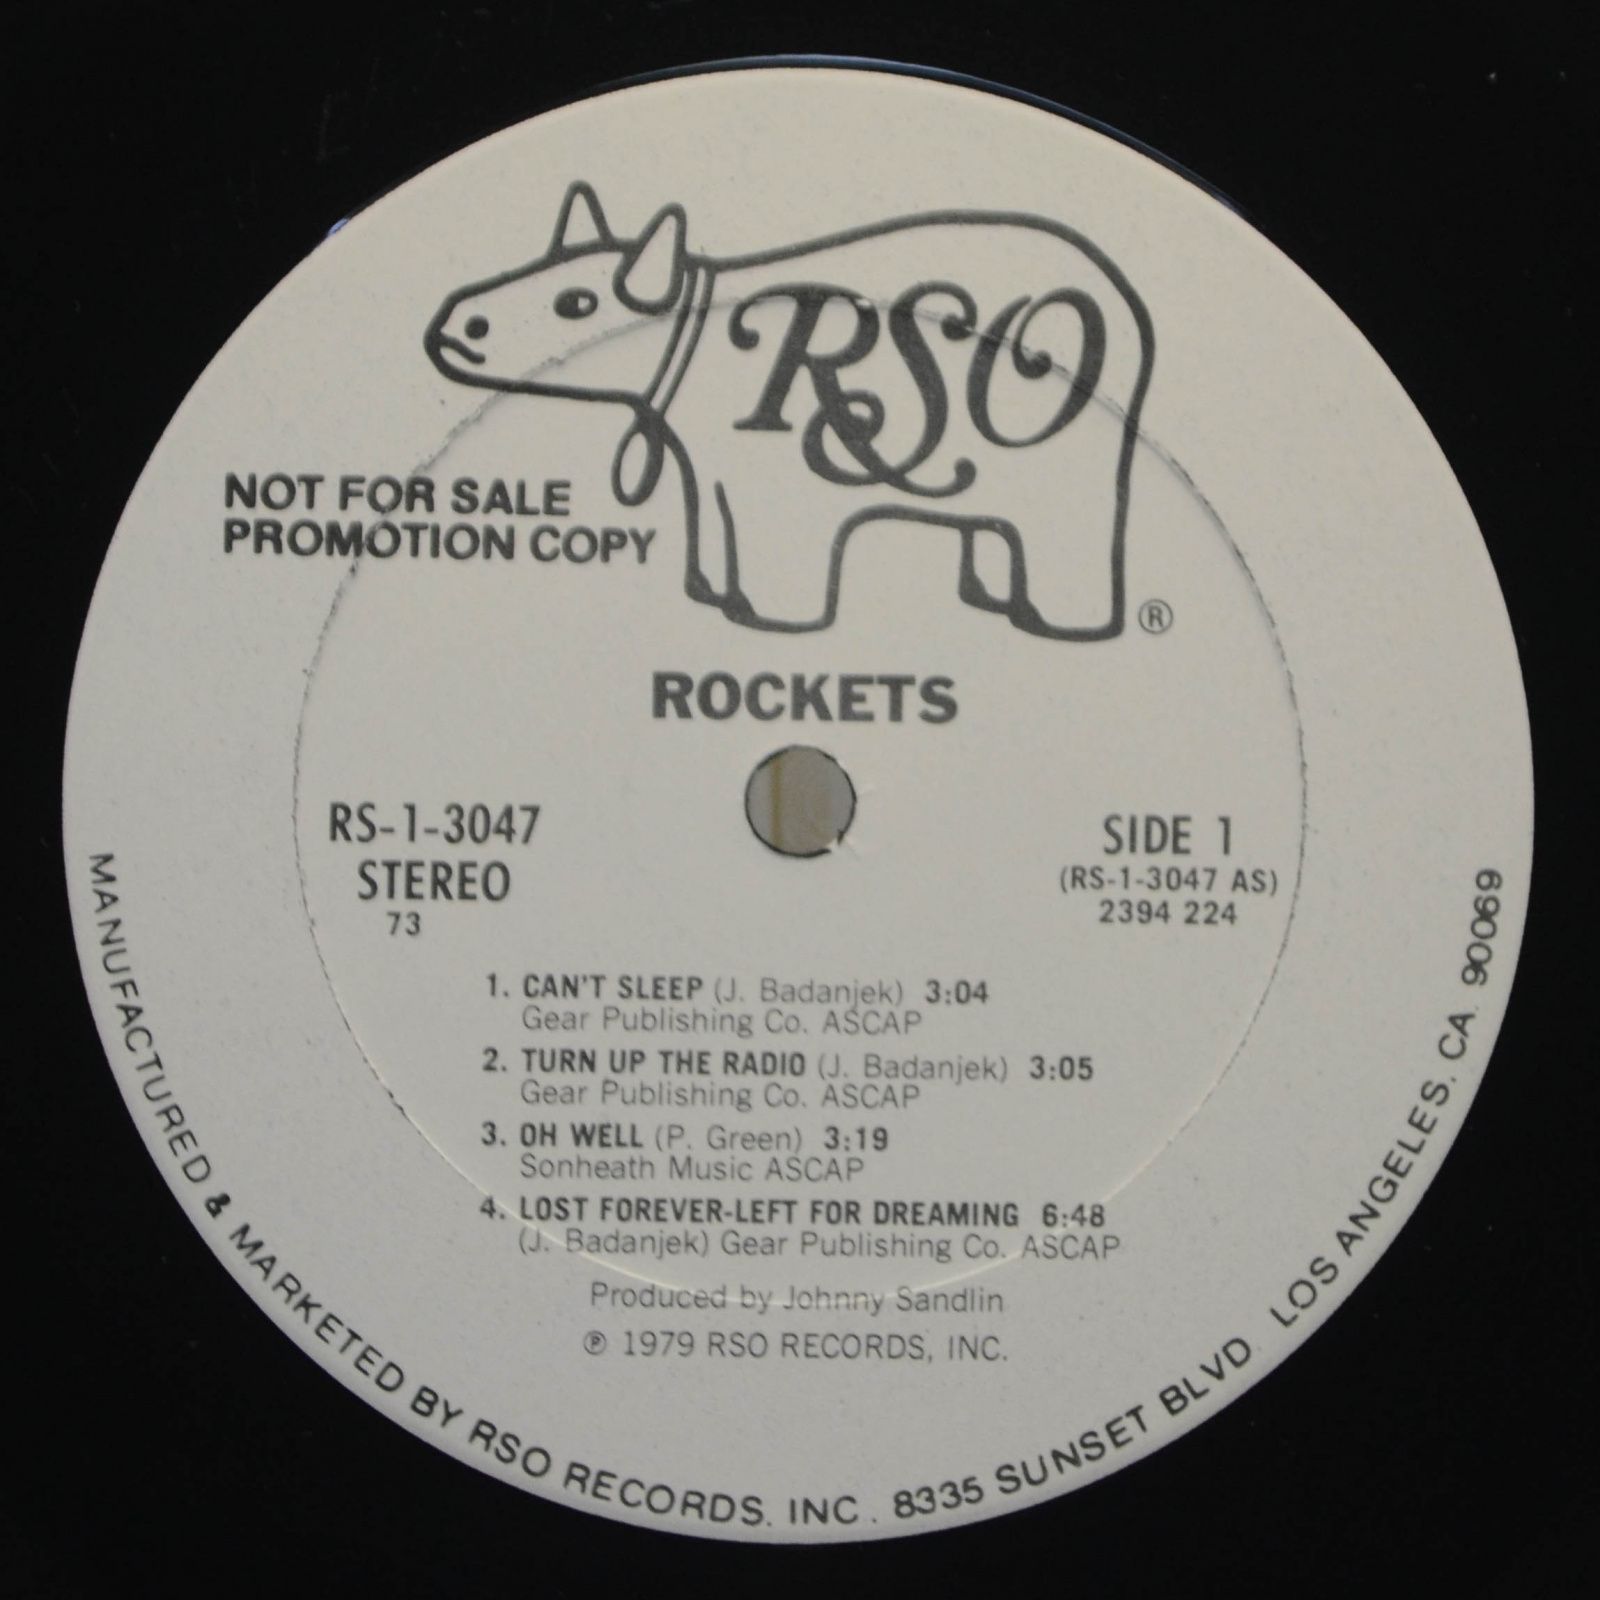 RSO
®
NOT FOR SALE
PROMOTION COPY
ROCKETS
RS-1-3047
STEREO
73
SIDE 1
(RS-1-3047 AS)
2394 224
1. CAN'T SLEEP (J. Badanjek) 3:04
Gear Publishing Co. ASCAP
2. TURN UP THE RADIO (J. Badanjek) 3:05
Gear Publishing Co. ASCAP
3. OH WELL (P. Green) 3:19
Sonheath Music ASCAP
4. LOST FOREVER-LEFT FOR DREAMING 6:48
(J. Badanjek) Gear Publishing Co. ASCAP
Produced by Johnny Sandlin
℗ 1979 RSO RECORDS, INC.
MANUFACTURED & MARKETED BY RSO RECORDS, INC. 8335 SUNSET BLVD. LOS ANGELES, CA. 90069